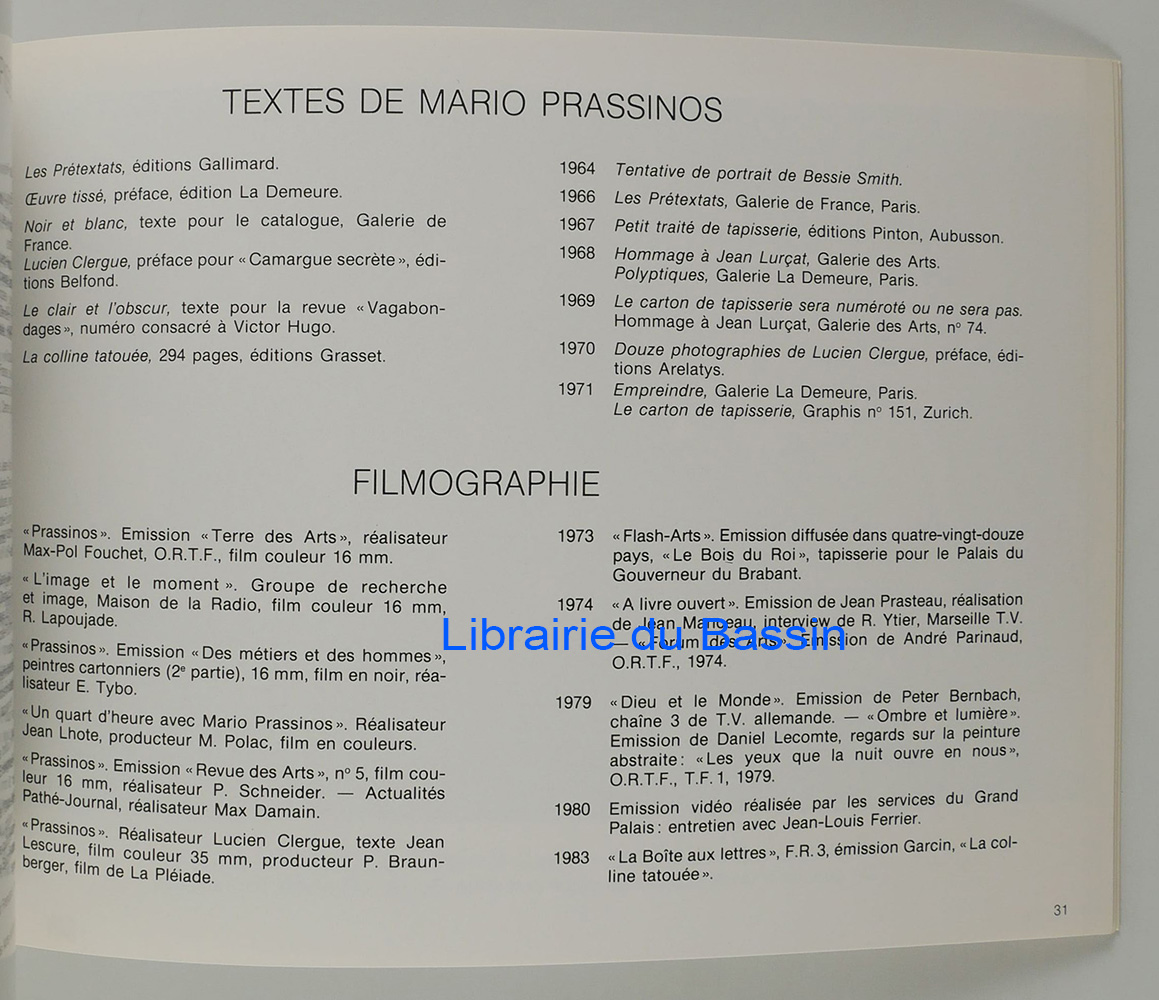 TEXTES DE MARIO PRASSINOS
Les Prétextats, éditions Gallimard.
Œuvre tissé, préface, édition La Demeure.
Noir et blanc, texte pour le catalogue, Galerie de
France.
Lucien Clergue, préface pour « Camargue secrète », édi-
tions Belfond.
Le clair et l'obscur, texte pour la revue « Vagabon-
dages », numéro consacré à Victor Hugo.
La colline tatouée, 294 pages, éditions Grasset.
1964 Tentative de portrait de Bessie Smith.
1966 Les Prétextats, Galerie de France, Paris.
1967 Petit traité de tapisserie, éditions Pinton, Aubusson.
1968 Hommage à Jean Lurçat, Galerie des Arts.
Polyptiques, Galerie La Demeure, Paris.
1969 Le carton de tapisserie sera numéroté ou ne sera pas.
Hommage à Jean Lurçat, Galerie des Arts, n° 74.
1970 Douze photographies de Lucien Clergue, préface, édi-
tions Arelatys.
1971 Empreindre, Galerie La Demeure, Paris.
Le carton de tapisserie, Graphis n° 151, Zurich.
FILMOGRAPHIE
« Prassinos ». Emission « Terre des Arts », réalisateur
Max-Pol Fouchet, O.R.T.F., film couleur 16 mm.
« L'image et le moment ». Groupe de recherche
et image, Maison de la Radio, film couleur 16 mm,
R. Lapoujade.
« Prassinos ». Emission « Des métiers et des hommes »,
peintres cartonniers (2e partie), 16 mm, film en noir, réa-
lisateur E. Tybo.
« Un quart d'heure avec Mario Prassinos ». Réalisateur
Jean Lhote, producteur M. Polac, film en couleurs.
« Prassinos ». Emission « Revue des Arts », n° 5, film cou-
leur 16 mm, réalisateur P. Schneider. — Actualités
Pathé-Journal, réalisateur Max Damain.
« Prassinos ». Réalisateur Lucien Clergue, texte Jean
Lescure, film couleur 35 mm, producteur P. Braun-
berger, film de La Pléiade.
1973 « Flash-Arts ». Emission diffusée dans quatre-vingt-douze
pays, « Le Bois du Roi », tapisserie pour le Palais du
Gouverneur du Brabant.
1974 « A livre ouvert ». Emission de Jean Prasteau, réalisation
de Jean Manceau, interview de R. Ytier, Marseille T.V.
— « Forum des Arts ». Emission de André Parinaud,
O.R.T.F., 1974.
1979 « Dieu et le Monde ». Emission de Peter Bernbach,
chaîne 3 de T.V. allemande. — « Ombre et lumière ».
Emission de Daniel Lecomte, regards sur la peinture
abstraite : « Les yeux que la nuit ouvre en nous »,
O.R.T.F., T.F. 1, 1979.
1980 Emission vidéo réalisée par les services du Grand
Palais : entretien avec Jean-Louis Ferrier.
1983 « La Boîte aux lettres », F.R. 3, émission Garcin, « La col-
line tatouée ».
31
Librairie du Bassin